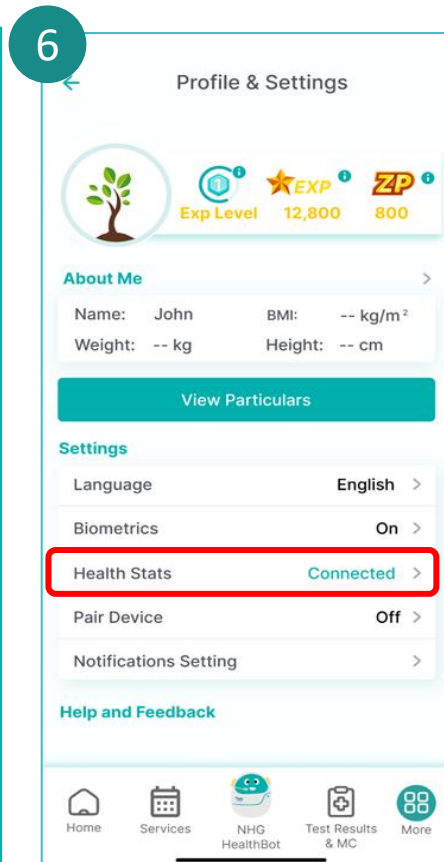 6
Profile & Settings
1
EXP
ZP
Exp Level 12,800 800
About Me
Name: John BMI: -- kg/m²
Weight: -- kg Height: -- cm
View Particulars
Settings
Language English
Biometrics On
Health Stats Connected
Pair Device Off
Notifications Setting
Help and Feedback
Home Services NHG HealthBot Test Results & MC More